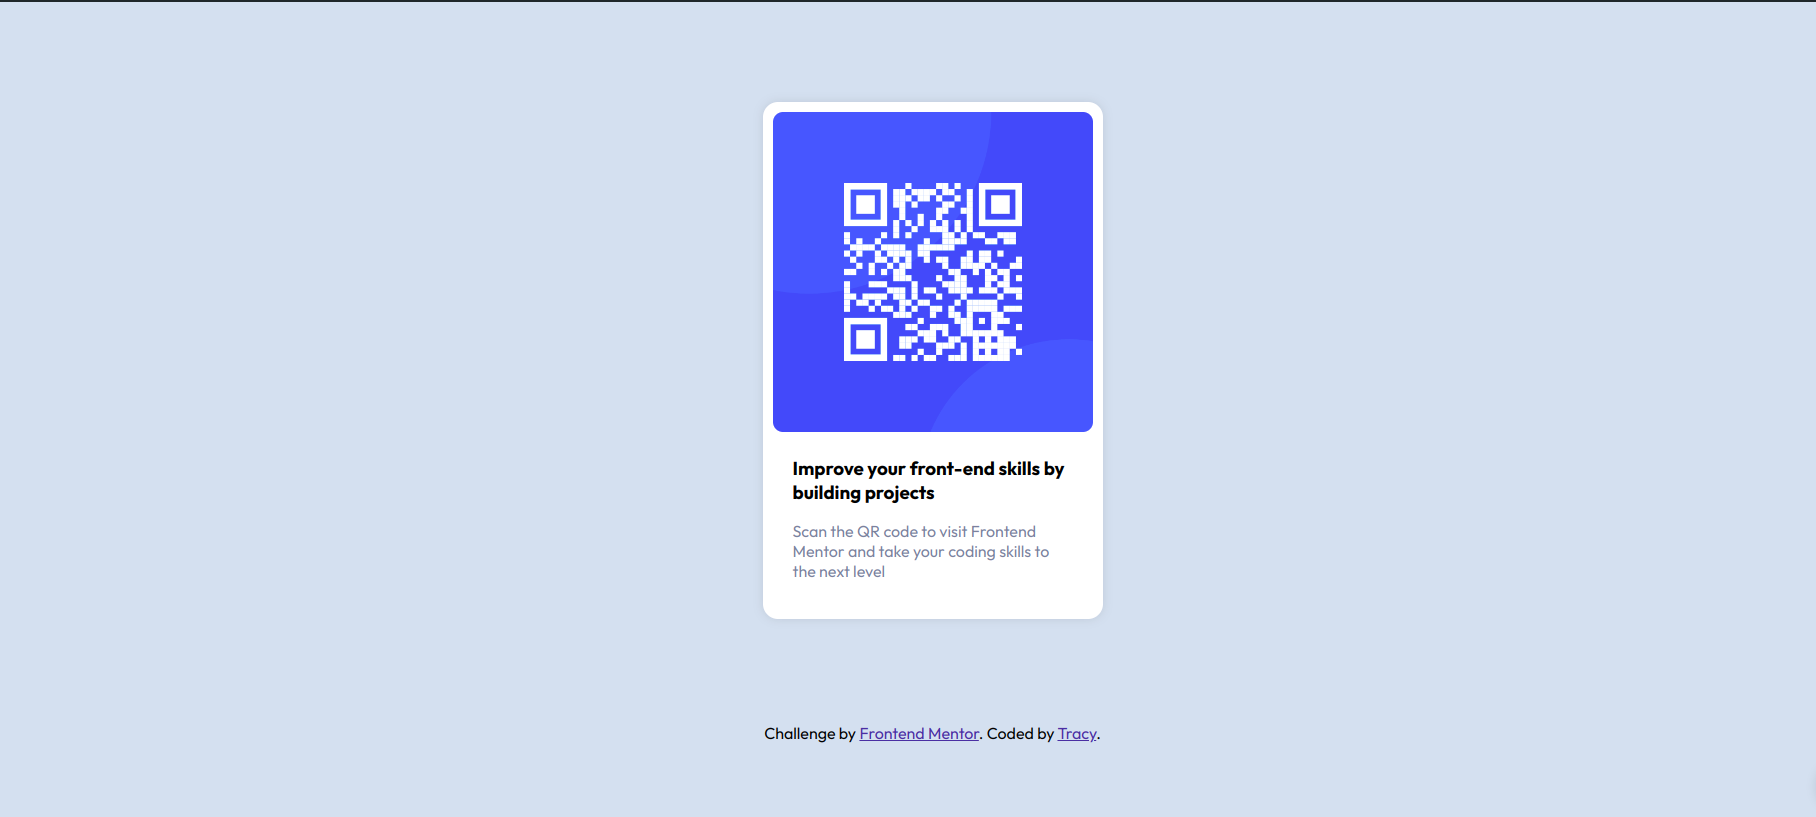 Improve your front-end skills by
building projects
Scan the QR code to visit Frontend
Mentor and take your coding skills to
the next level
Challenge by Frontend Mentor. Coded by Tracy.